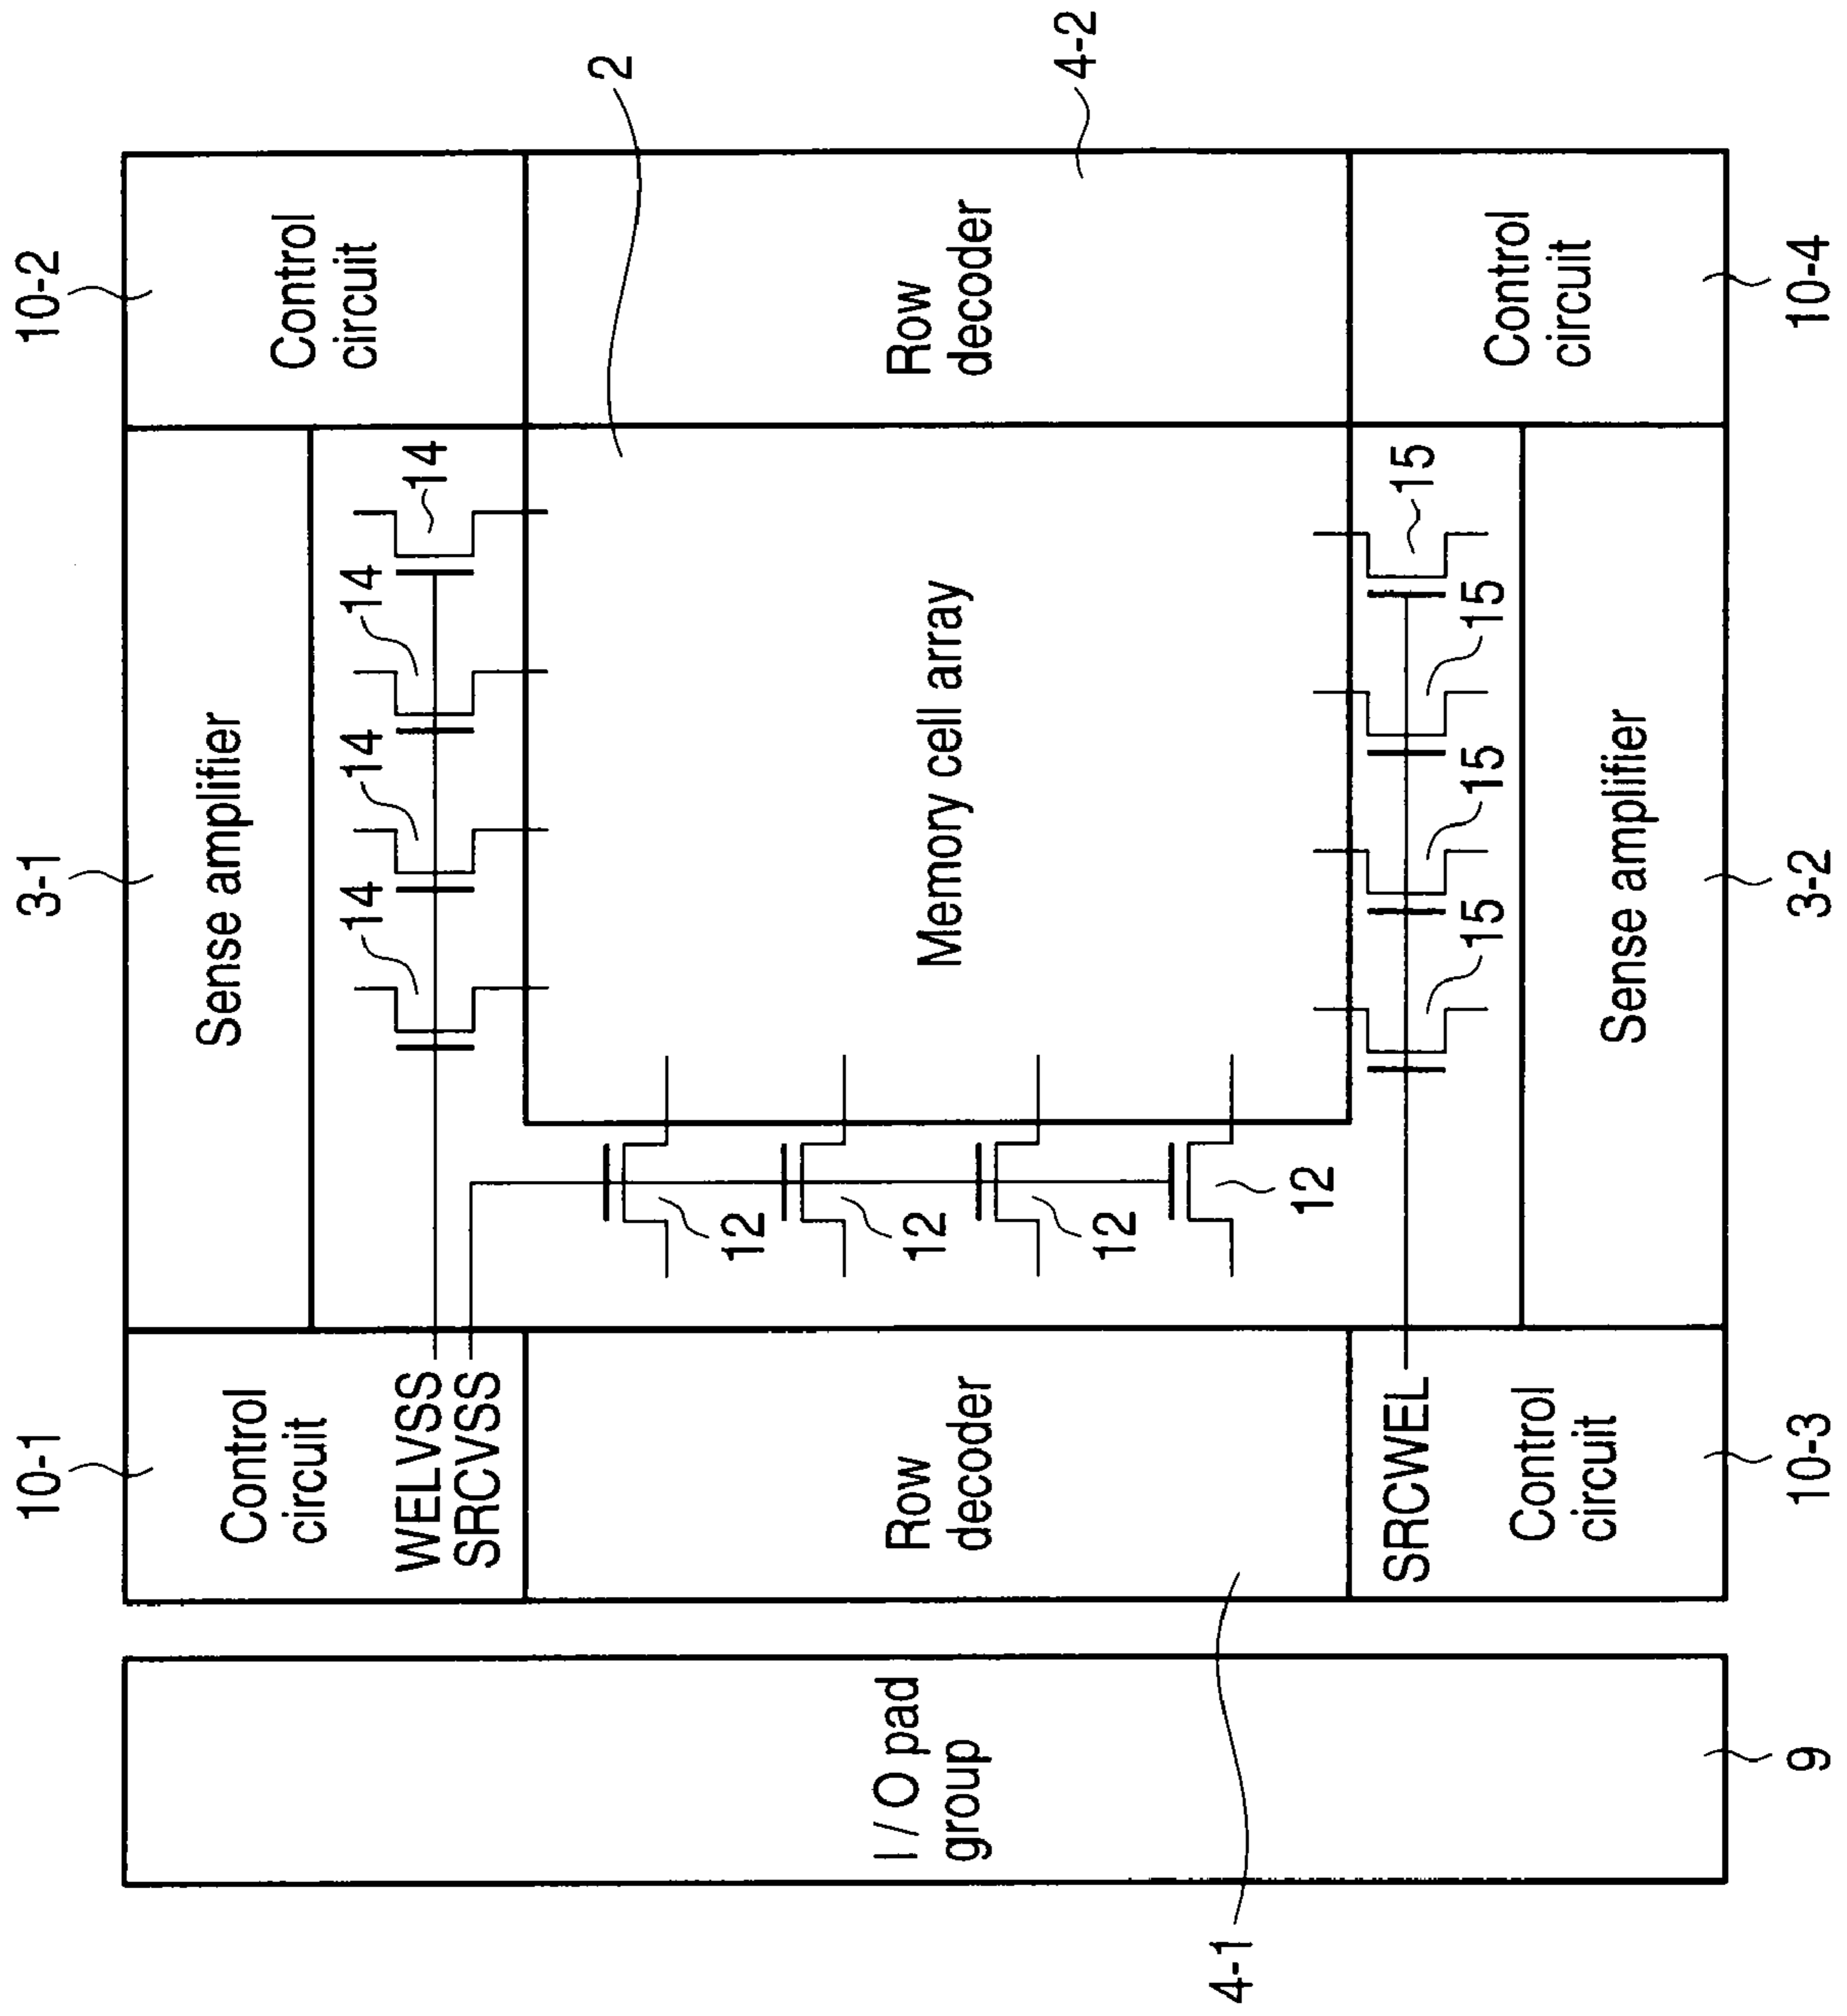 10-1
3-1
10-2
Control
circuit
Sense amplifier
Control
circuit
14
14
14
14
WELVSS
SRCVSS
2
12
12
12
12
I / O pad
group
Row
decoder
Memory cell array
Row
decoder
4-2
4-1
SRCWEL
15
15
15
15
Control
circuit
Sense amplifier
Control
circuit
9
10-3
3-2
10-4